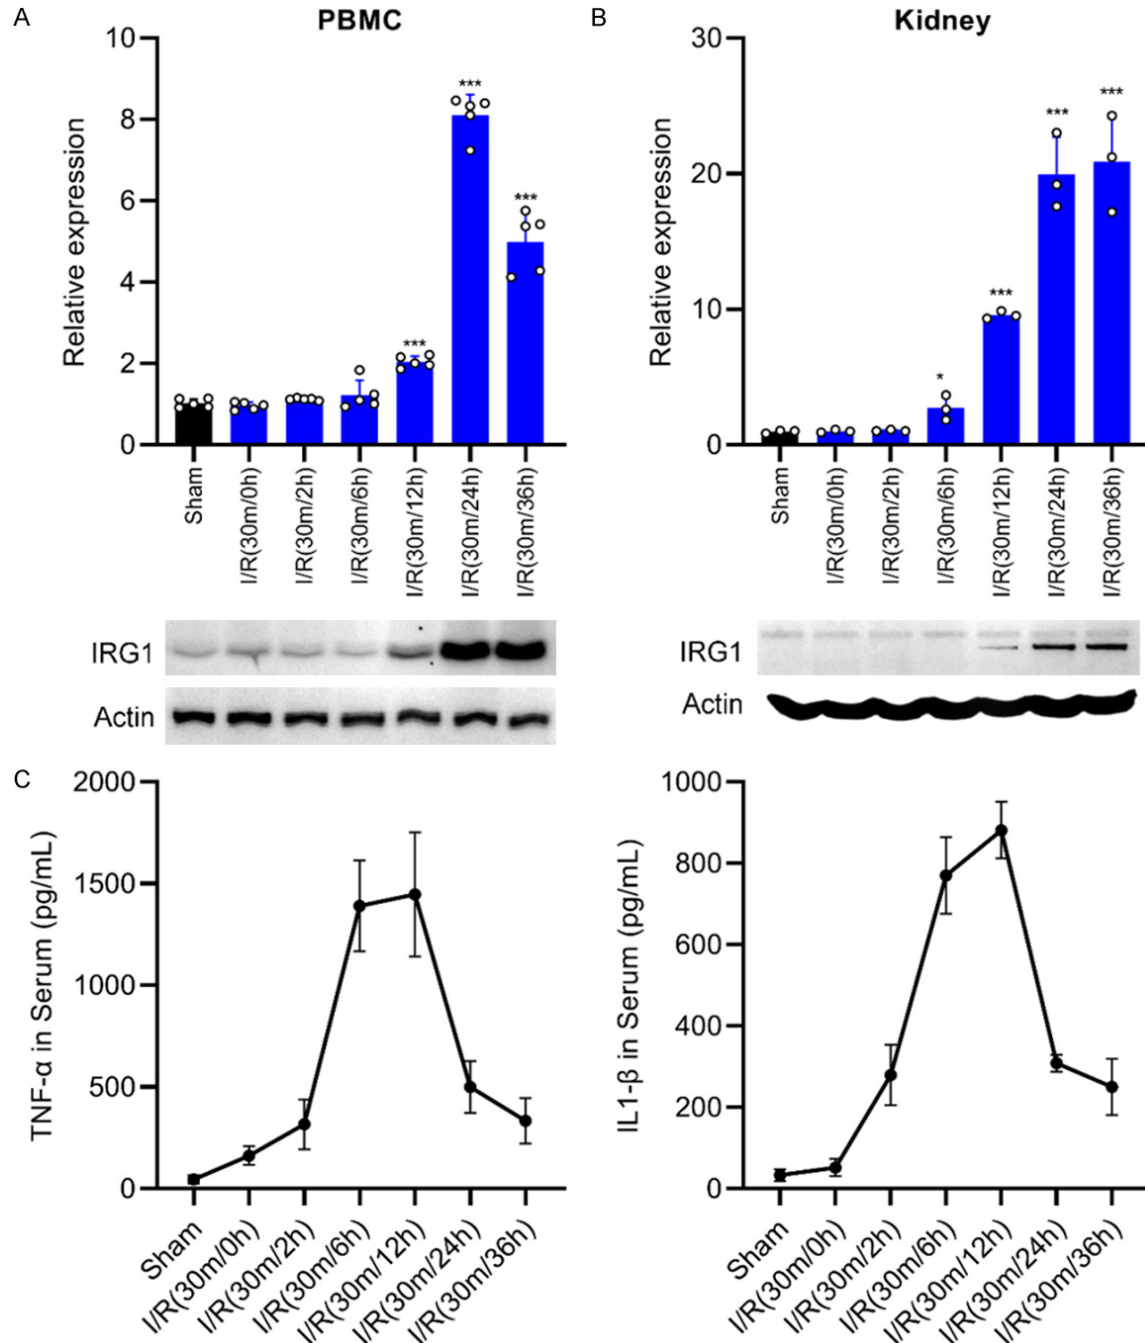 A
PBMC
Relative expression
10
8
6
4
2
0
***
***
***
Sham
I/R(30m/0h)
I/R(30m/2h)
I/R(30m/6h)
I/R(30m/12h)
I/R(30m/24h)
I/R(30m/36h)
IRG1
Actin
B
Kidney
Relative expression
30
20
10
0
*
***
***
***
Sham
I/R(30m/0h)
I/R(30m/2h)
I/R(30m/6h)
I/R(30m/12h)
I/R(30m/24h)
I/R(30m/36h)
IRG1
Actin
C
TNF-α in Serum (pg/mL)
2000
1500
1000
500
0
Sham
I/R(30m/0h)
I/R(30m/2h)
I/R(30m/6h)
I/R(30m/12h)
I/R(30m/24h)
I/R(30m/36h)
IL1-β in Serum (pg/mL)
1000
800
600
400
200
0
Sham
I/R(30m/0h)
I/R(30m/2h)
I/R(30m/6h)
I/R(30m/12h)
I/R(30m/24h)
I/R(30m/36h)